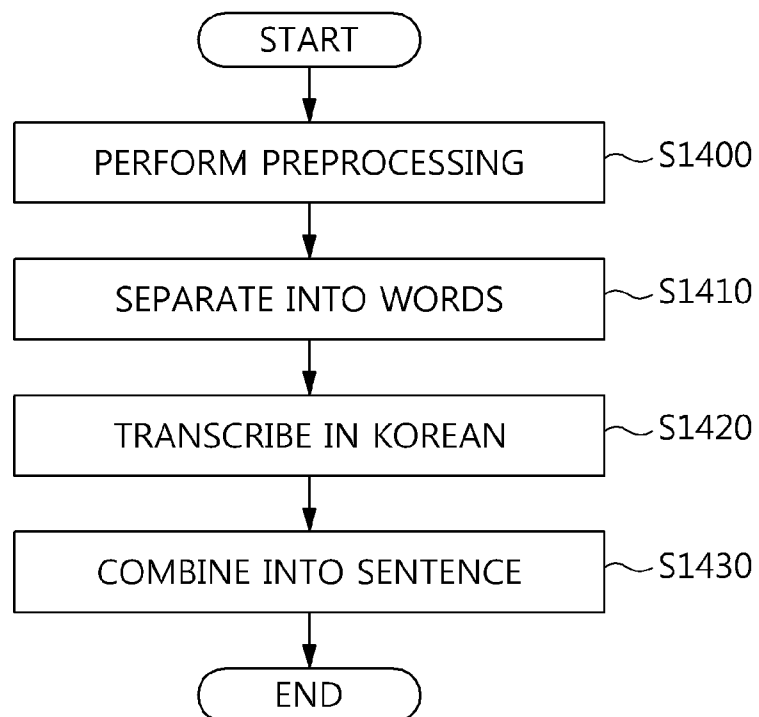 START
PERFORM PREPROCESSING
S1400
SEPARATE INTO WORDS
S1410
TRANSCRIBE IN KOREAN
S1420
COMBINE INTO SENTENCE
S1430
END